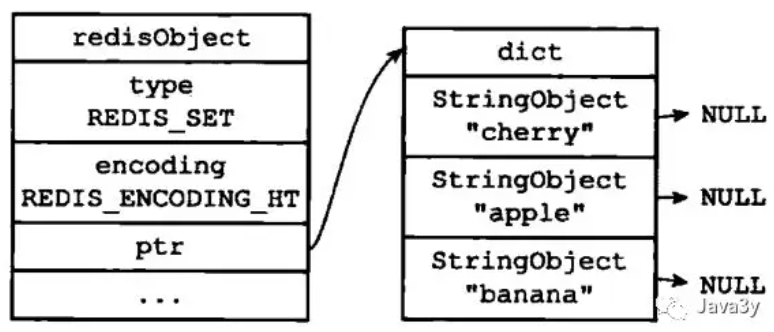 redisObject
type
REDIS_SET
encoding
REDIS_ENCODING_HT
ptr
...
dict
StringObject
"cherry"
NULL
StringObject
"apple"
NULL
StringObject
"banana"
NULL
Java3y